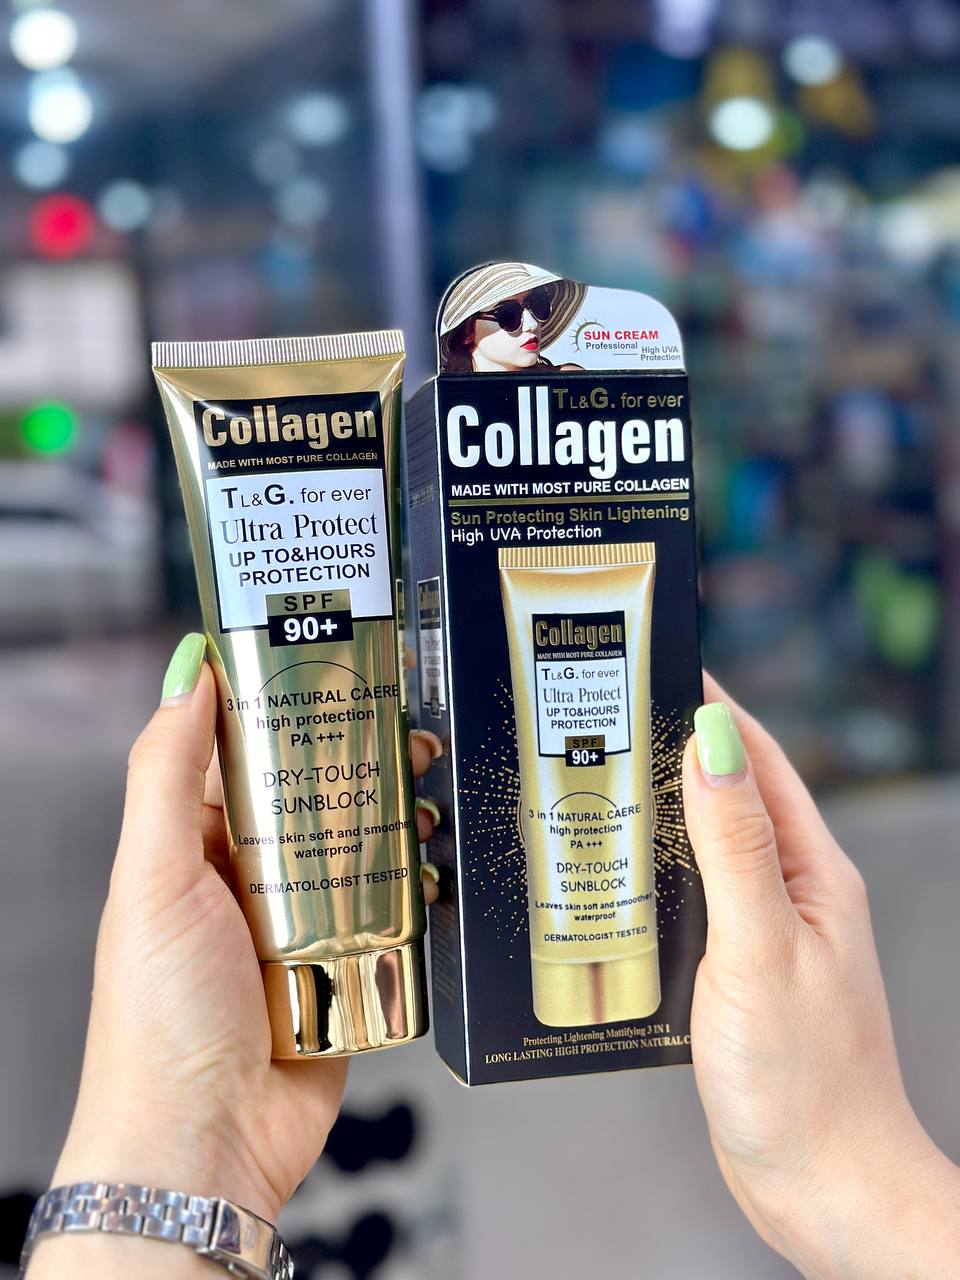 Collagen
MADE WITH MOST PURE COLLAGEN
TL&G. for ever
Ultra Protect
UP TO&HOURS
PROTECTION
SPF
90+
3 in 1 NATURAL CAERE
high protection
PA +++
DRY-TOUCH
SUNBLOCK
Leaves skin soft and smoother
waterproof
DERMATOLOGIST TESTED
SUN CREAM
Professional
High UVA
Protection
TL&G. for ever
Collagen
MADE WITH MOST PURE COLLAGEN
Sun Protecting Skin Lightening
High UVA Protection
Collagen
MADE WITH MOST PURE COLLAGEN
TL&G. for ever
Ultra Protect
UP TO&HOURS
PROTECTION
SPF
90+
3 in 1 NATURAL CAERE
high protection
PA +++
DRY-TOUCH
SUNBLOCK
Leaves skin soft and smoother
waterproof
DERMATOLOGIST TESTED
Protecting Lightening Mattifying 3 IN 1
LONG LASTING HIGH PROTECTION NATURAL C